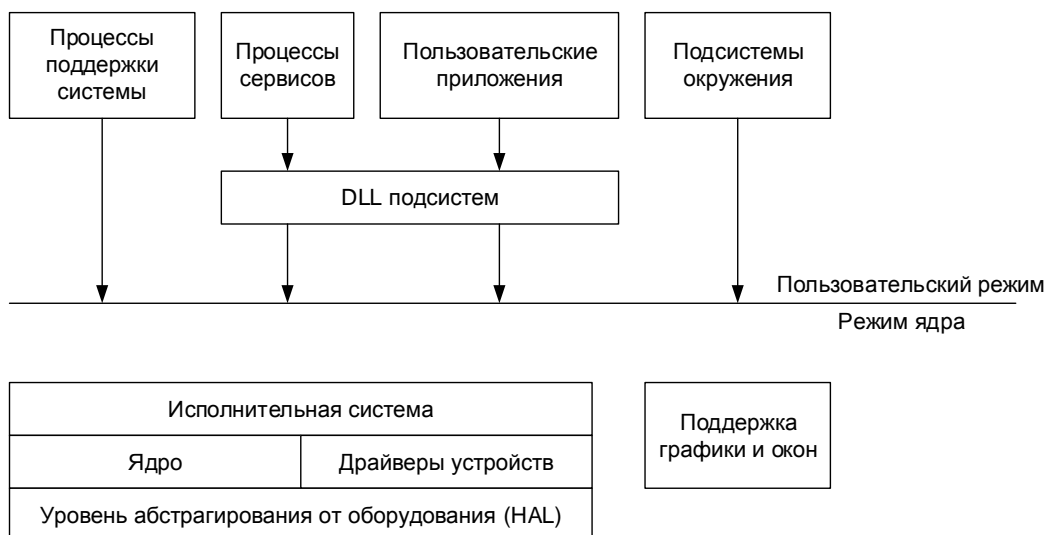 Процессы
поддержки
системы
Процессы
сервисов
Пользовательские
приложения
Подсистемы
окружения
DLL подсистем
Пользовательский режим
Режим ядра
Исполнительная система
Ядро
Драйверы устройств
Уровень абстрагирования от оборудования (HAL)
Поддержка
графики и окон